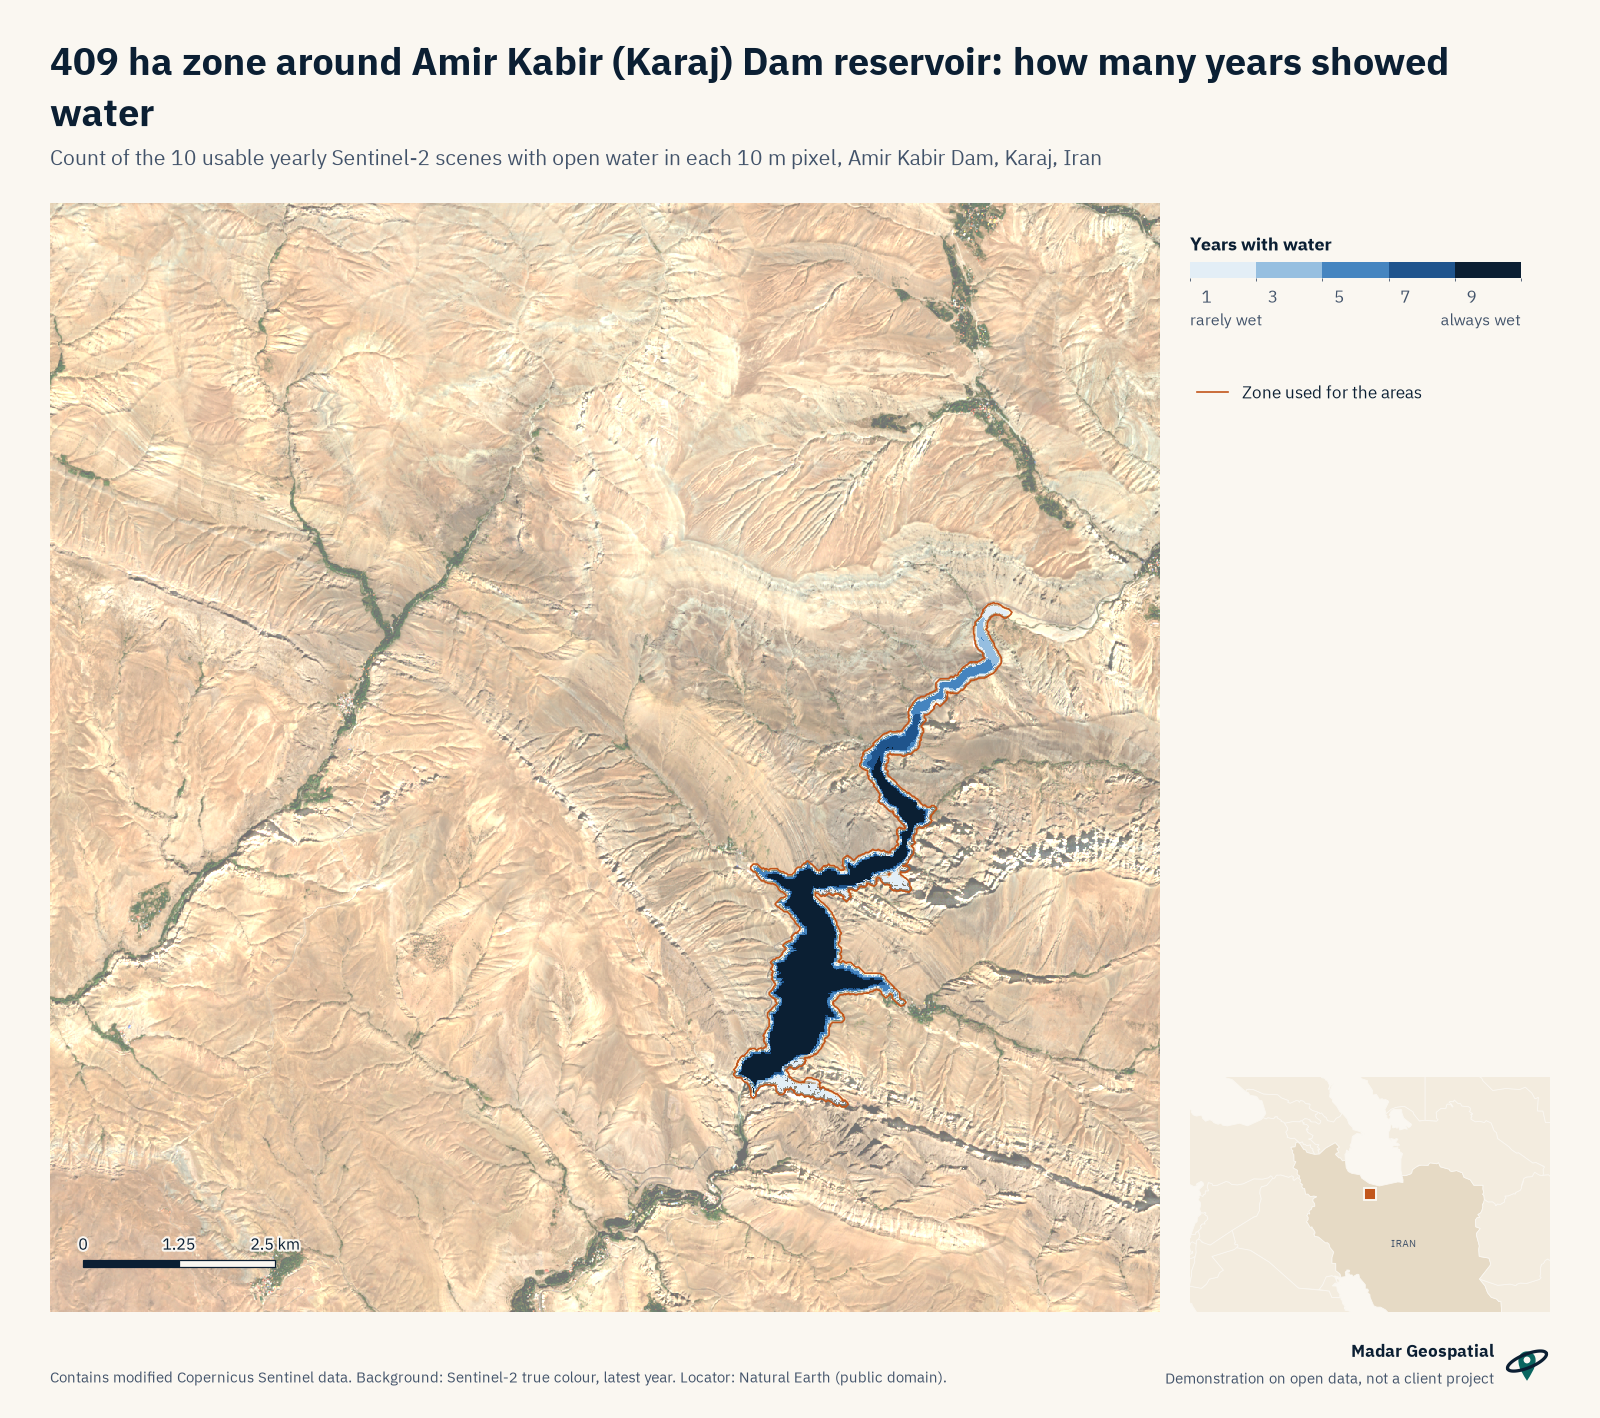 409 ha zone around Amir Kabir (Karaj) Dam reservoir: how many years showed
water
Count of the 10 usable yearly Sentinel-2 scenes with open water in each 10 m pixel, Amir Kabir Dam, Karaj, Iran
Years with water
1 3 5 7 9
rarely wet always wet
Zone used for the areas
IRAN
0 1.25 2.5 km
Madar Geospatial
Contains modified Copernicus Sentinel data. Background: Sentinel-2 true colour, latest year. Locator: Natural Earth (public domain).
Demonstration on open data, not a client project